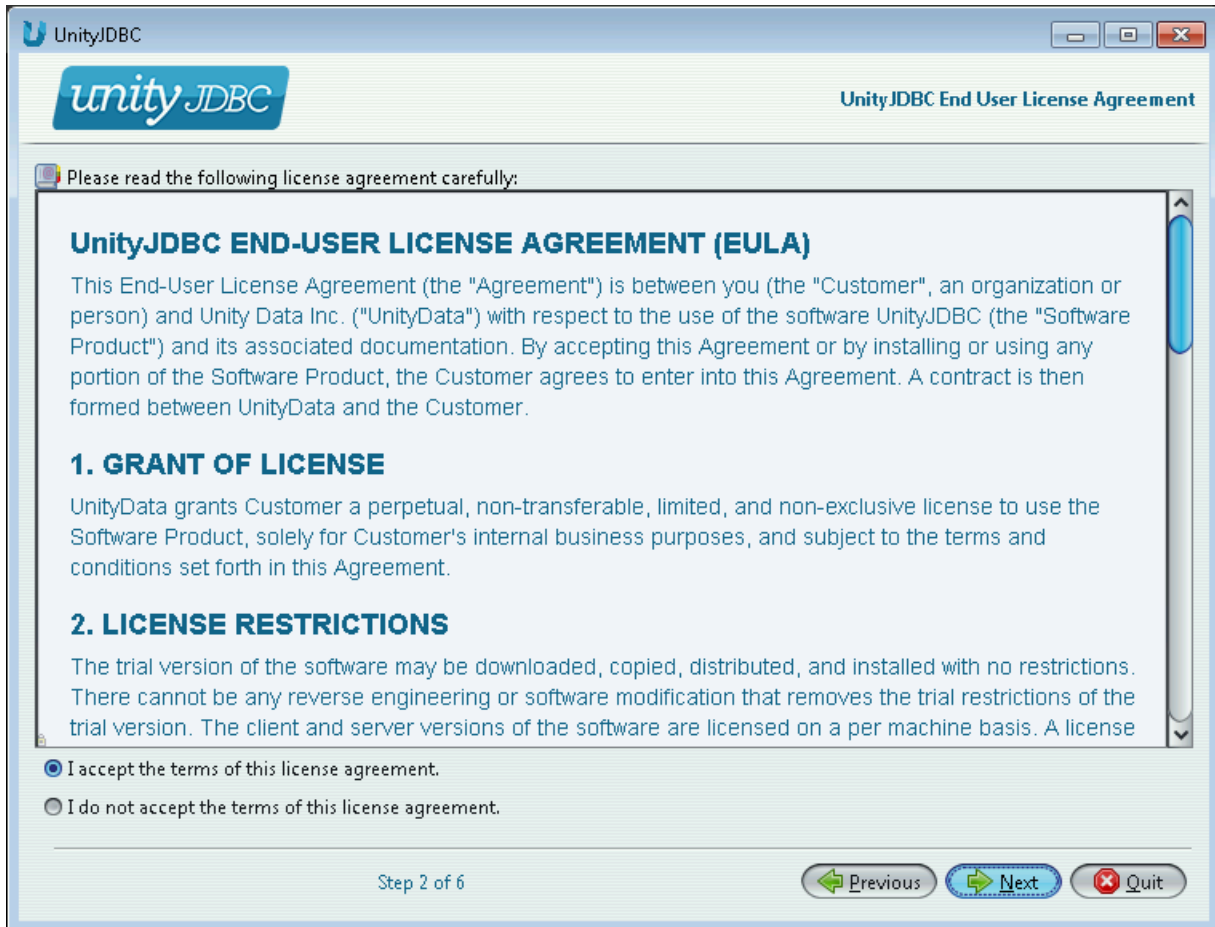 UnityJDBC
unity JDBC
UnityJDBC End User License Agreement
Please read the following license agreement carefully:
UnityJDBC END-USER LICENSE AGREEMENT (EULA)
This End-User License Agreement (the "Agreement") is between you (the "Customer", an organization or
person) and Unity Data Inc. ("UnityData") with respect to the use of the software UnityJDBC (the "Software
Product") and its associated documentation. By accepting this Agreement or by installing or using any
portion of the Software Product, the Customer agrees to enter into this Agreement. A contract is then
formed between UnityData and the Customer.
1. GRANT OF LICENSE
UnityData grants Customer a perpetual, non-transferable, limited, and non-exclusive license to use the
Software Product, solely for Customer's internal business purposes, and subject to the terms and
conditions set forth in this Agreement.
2. LICENSE RESTRICTIONS
The trial version of the software may be downloaded, copied, distributed, and installed with no restrictions.
There cannot be any reverse engineering or software modification that removes the trial restrictions of the
trial version. The client and server versions of the software are licensed on a per machine basis. A license
I accept the terms of this license agreement.
I do not accept the terms of this license agreement.
Step 2 of 6
Previous
Next
Quit